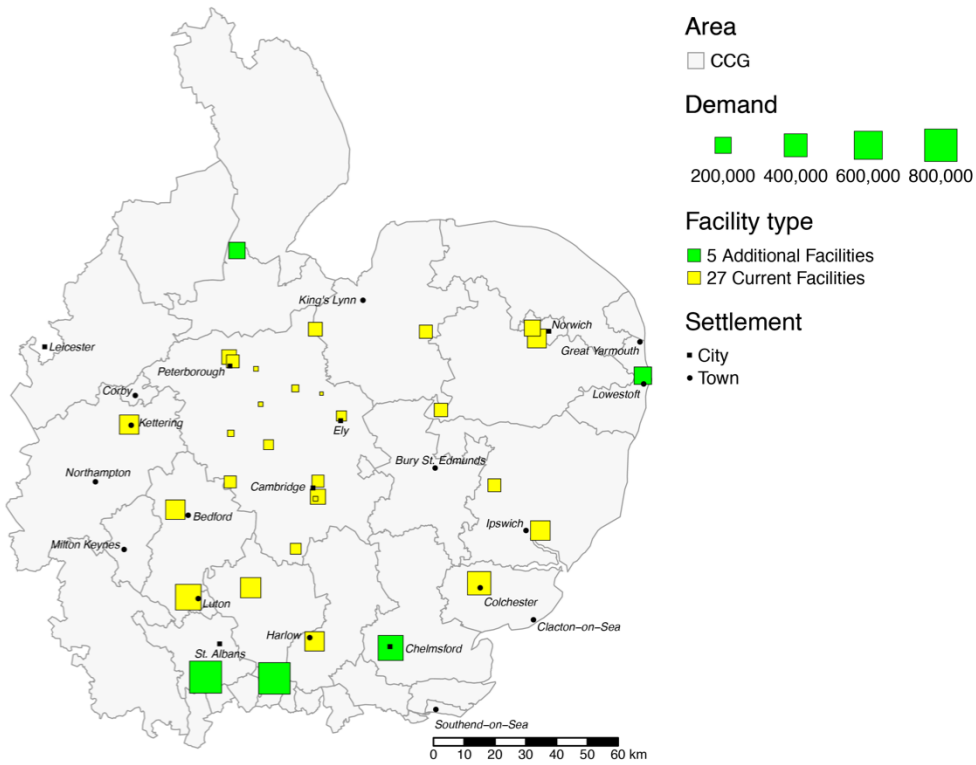 Area
CCG
Demand
200,000 400,000 600,000 800,000
Facility type
5 Additional Facilities
27 Current Facilities
Settlement
City
Town
King's Lynn
Norwich
Great Yarmouth
Leicester
Peterborough
Lowestoft
Corby
Kettering
Ely
Northampton
Bury St. Edmunds
Cambridge
Bedford
Ipswich
Milton Keynes
Luton
Colchester
Clacton-on-Sea
Harlow
St. Albans
Chelmsford
Southend-on-Sea
0 10 20 30 40 50 60 km